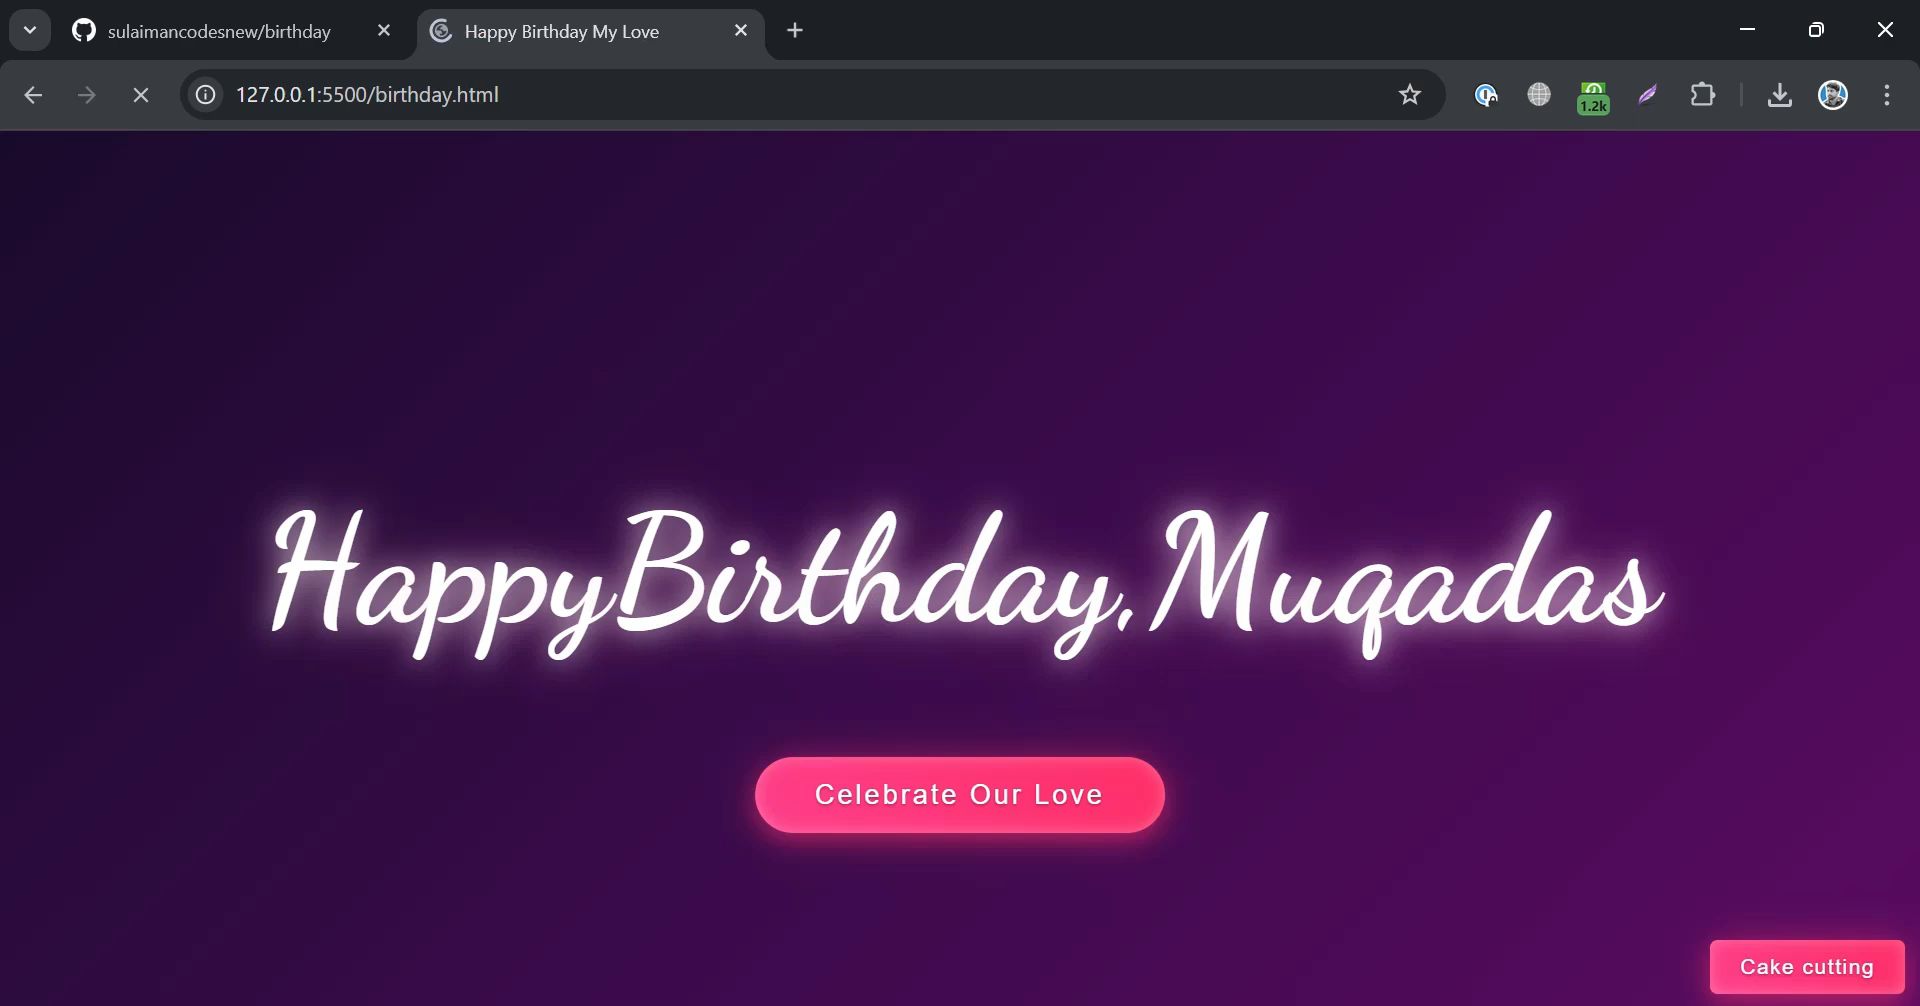 sulaimancodesnew/birthday
Happy Birthday My Love
127.0.0.1:5500/birthday.html
1.2k
HappyBirthday,Muqadas
Celebrate Our Love
Cake cutting